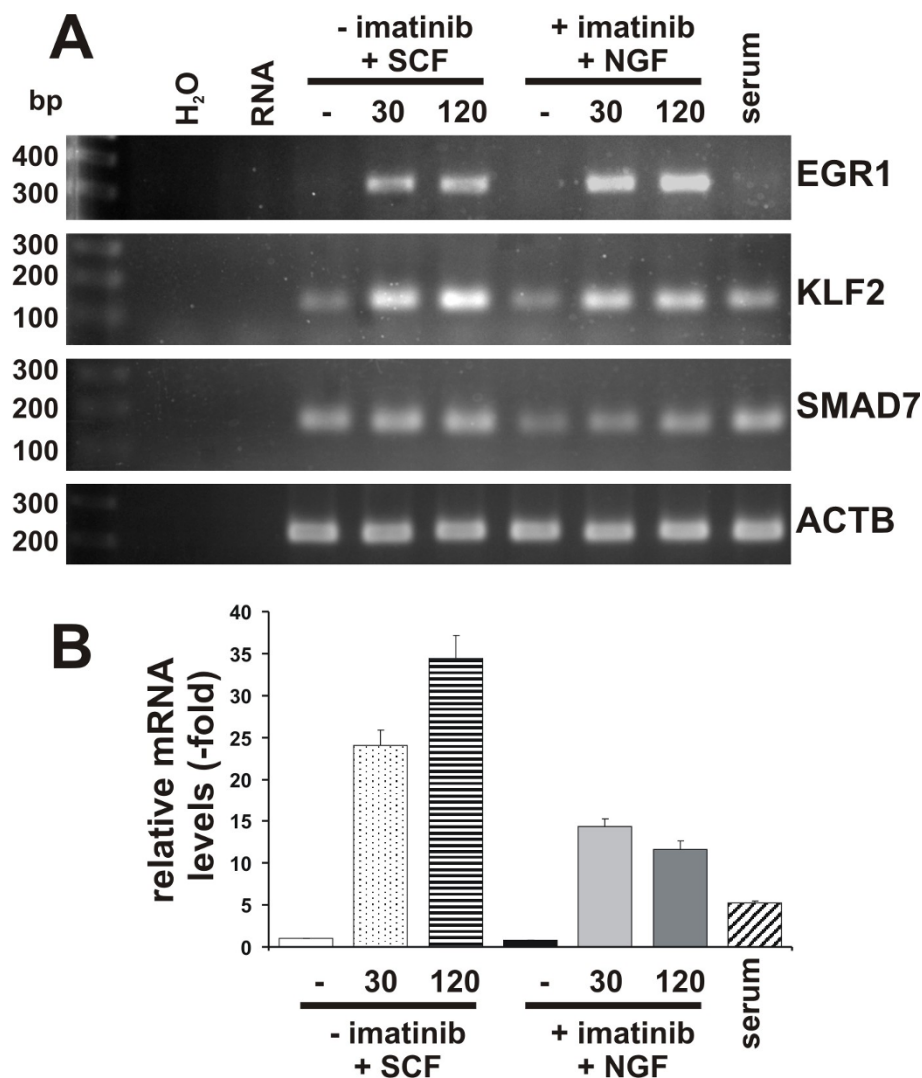 A
- imatinib
+ SCF
+ imatinib
+ NGF
bp
H₂O
RNA
- 30 120
- 30 120
serum
400
300
EGR1
300
200
100
KLF2
300
200
100
SMAD7
300
200
ACTB
B
relative mRNA
levels (-fold)
40
35
30
25
20
15
10
5
0
- 30 120
- 30 120
serum
- imatinib
+ SCF
+ imatinib
+ NGF